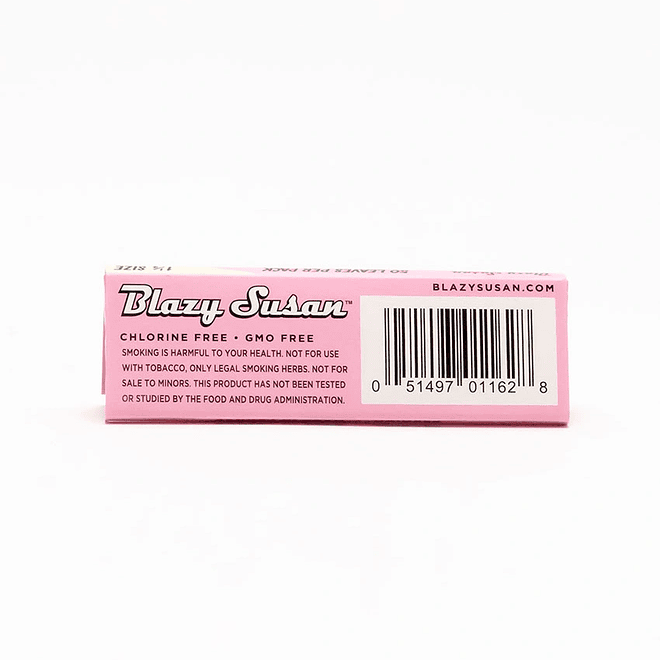 1¼ SIZE
50 LEAVES PER PACK
Blazy Susan
Blazy Susan™
BLAZYSUSAN.COM
CHLORINE FREE • GMO FREE
SMOKING IS HARMFUL TO YOUR HEALTH. NOT FOR USE
WITH TOBACCO, ONLY LEGAL SMOKING HERBS. NOT FOR
SALE TO MINORS. THIS PRODUCT HAS NOT BEEN TESTED
OR STUDIED BY THE FOOD AND DRUG ADMINISTRATION.
0 51497 01162 8